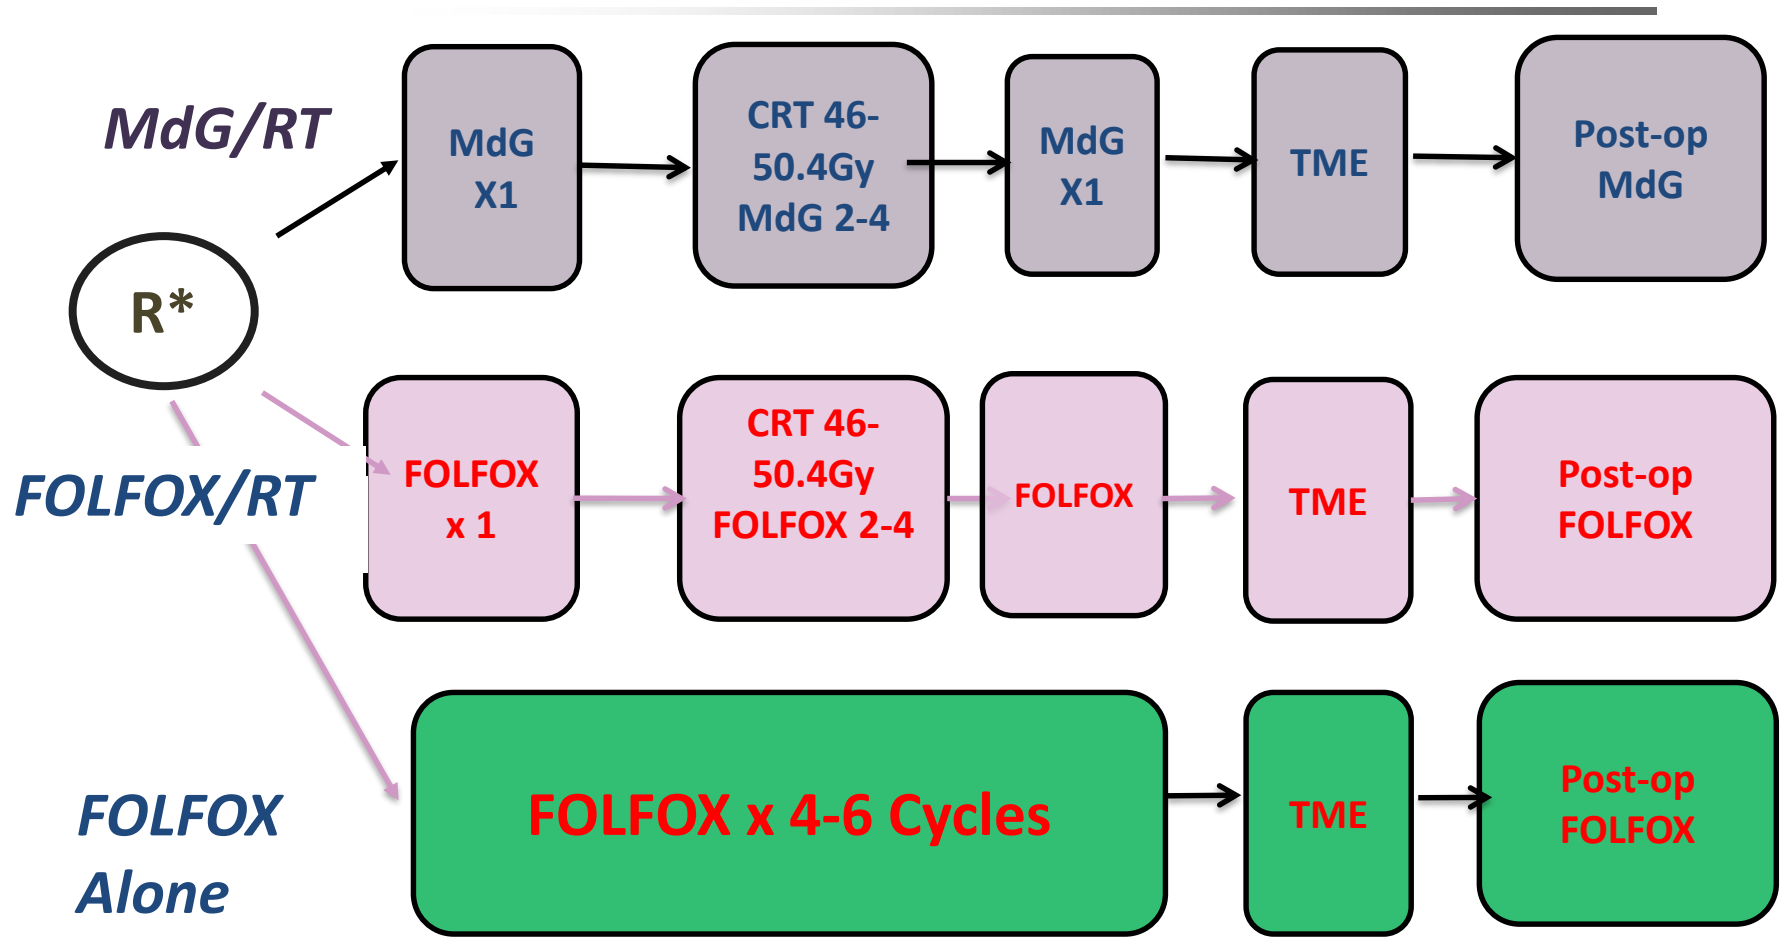 MdG/RT
MdG
X1
CRT 46-
50.4Gy
MdG 2-4
MdG
X1
TME
Post-op
MdG
R*
FOLFOX/RT
FOLFOX
x 1
CRT 46-
50.4Gy
FOLFOX 2-4
FOLFOX
TME
Post-op
FOLFOX
FOLFOX
Alone
FOLFOX x 4-6 Cycles
TME
Post-op
FOLFOX